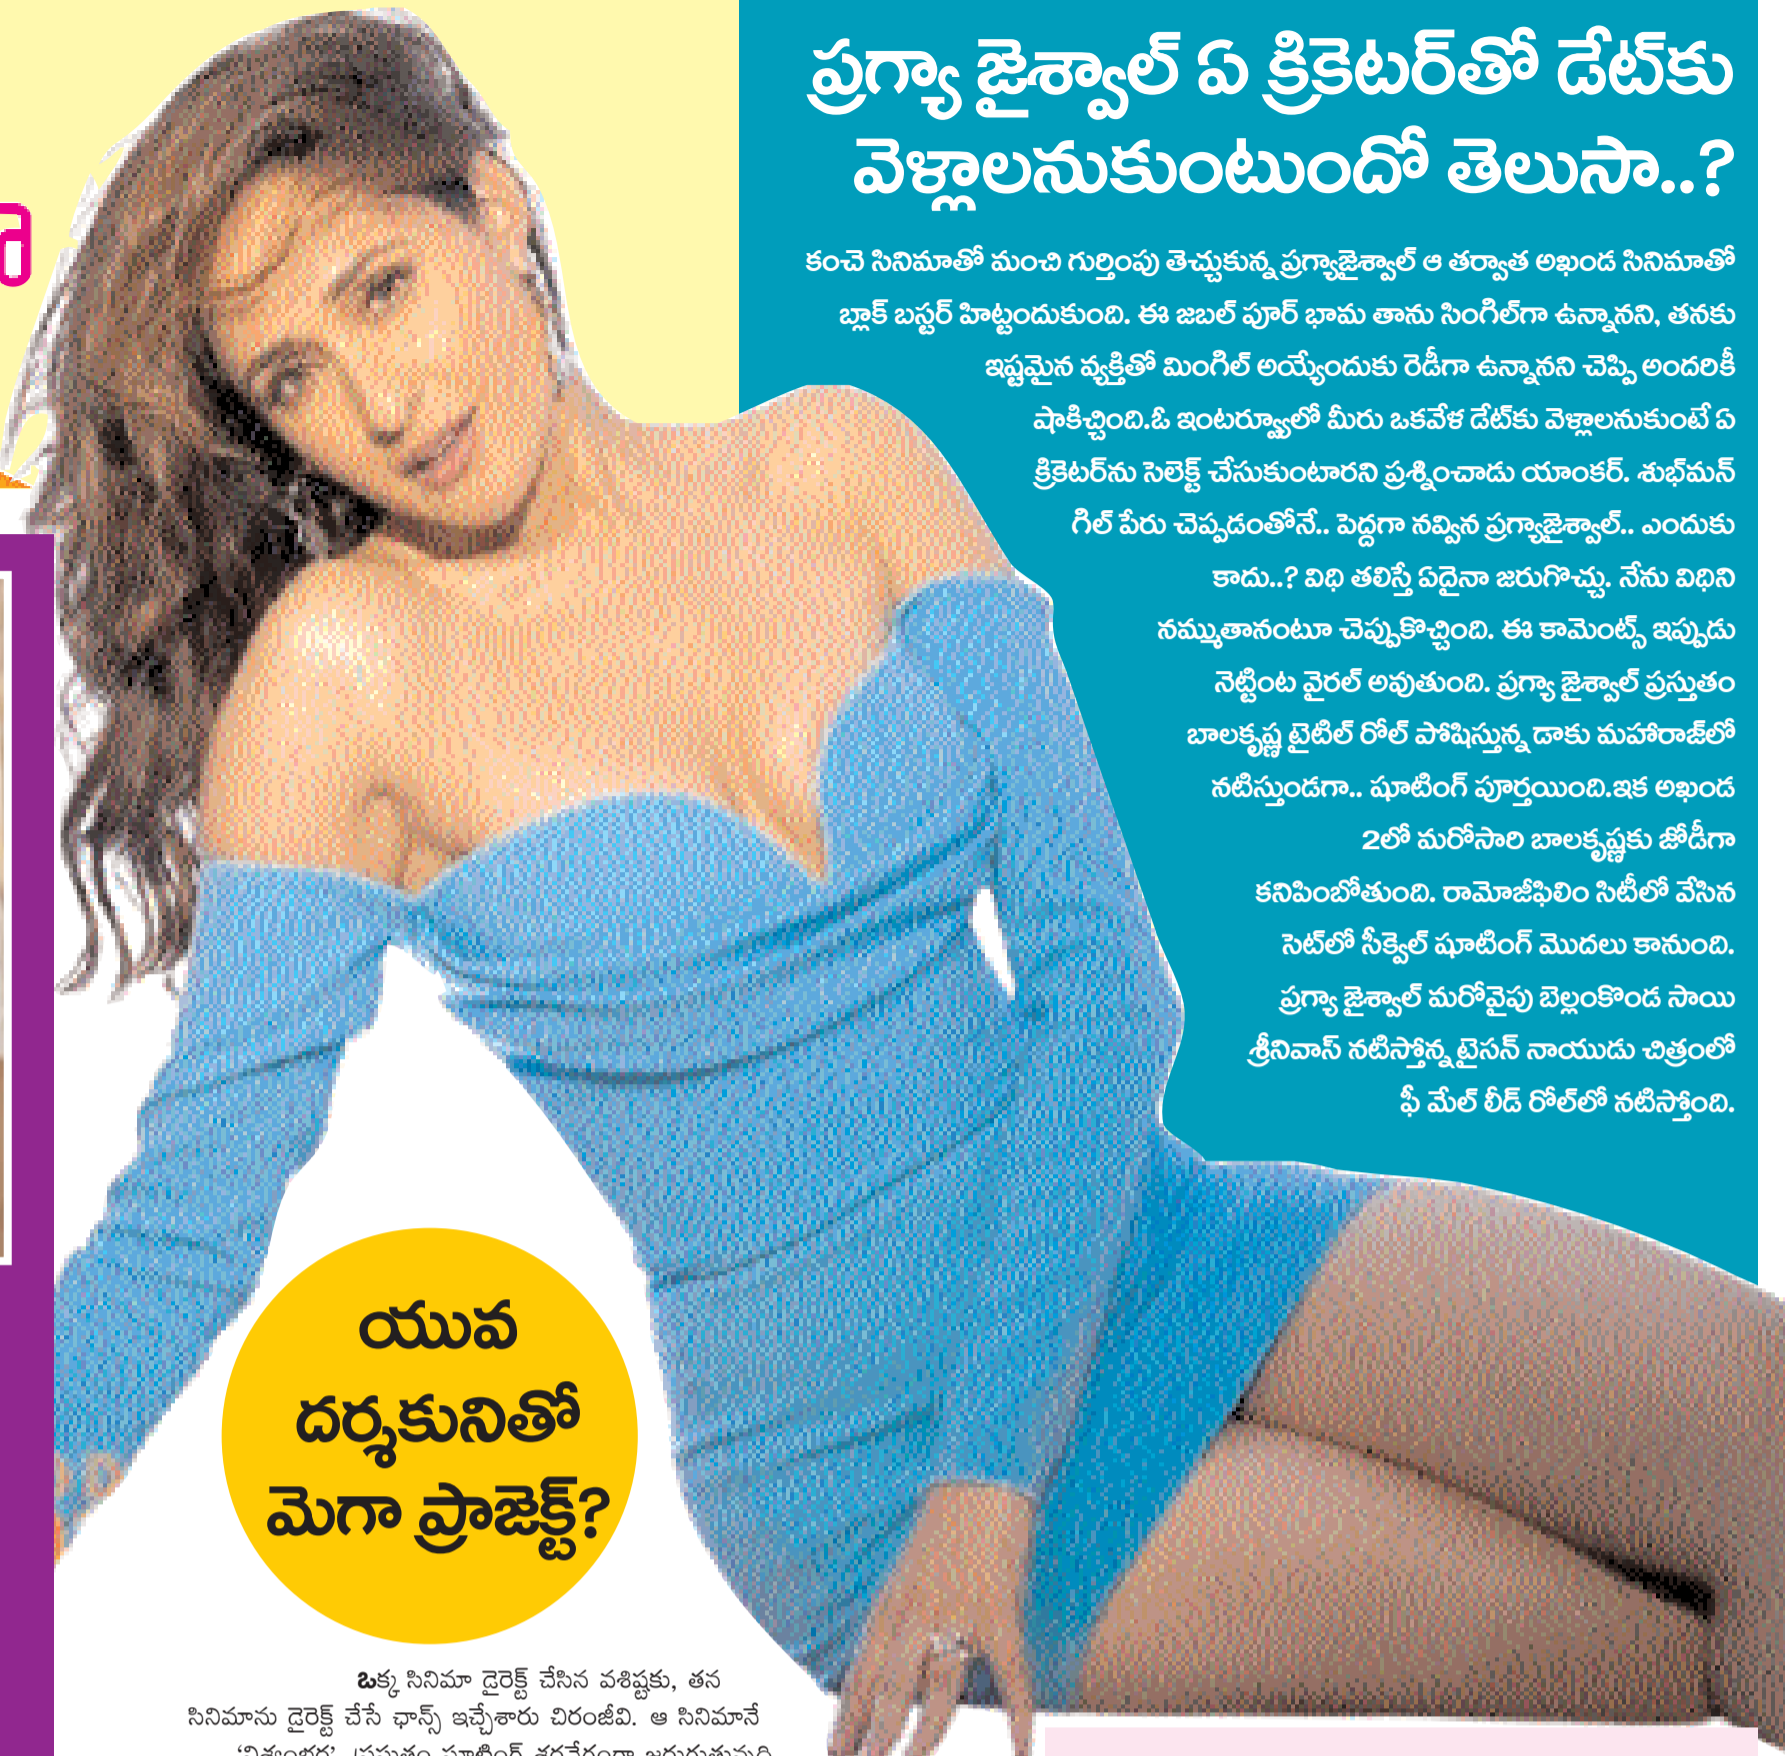 ప్రగ్యా జైశ్వాల్ ఏ క్రికెటర్‌తో డేట్‌కు
వెళ్లాలనుకుంటుందో తెలుసా..?
కంచె సినిమాతో మంచి గుర్తింపు తెచ్చుకున్న ప్రగ్యాజైశ్వాల్ ఆ తర్వాత అఖండ సినిమాతో
బ్లాక్ బస్టర్ హిట్టందుకుంది. ఈ జబల్ పూర్ భామ తాను సింగిల్‌గా ఉన్నానని, తనకు
ఇష్టమైన వ్యక్తితో మింగిల్ అయ్యేందుకు రెడీగా ఉన్నానని చెప్పి అందరికీ
షాకిచ్చింది.ఓ ఇంటర్వ్యూలో మీరు ఒకవేళ డేట్‌కు వెళ్లాలనుకుంటే ఏ
క్రికెటర్‌ను సెలెక్ట్ చేసుకుంటారని ప్రశ్నించాడు యాంకర్. శుభ్‌మన్
గిల్ పేరు చెప్పడంతోనే.. పెద్దగా నవ్విన ప్రగ్యాజైశ్వాల్.. ఎందుకు
కాదు..? విధి తలిస్తే ఏదైనా జరుగొచ్చు. నేను విధిని
నమ్ముతానంటూ చెప్పుకొచ్చింది. ఈ కామెంట్స్ ఇప్పుడు
నెట్టింట వైరల్ అవుతుంది. ప్రగ్యా జైశ్వాల్ ప్రస్తుతం
బాలకృష్ణ టైటిల్ రోల్ పోషిస్తున్న డాకు మహారాజ్‌లో
నటిస్తుండగా.. షూటింగ్ పూర్తయింది.ఇక అఖండ
2లో మరోసారి బాలకృష్ణకు జోడీగా
కనిపించబోతుంది. రామోజీఫిలిం సిటీలో వేసిన
సెట్‌లో సీక్వెల్ షూటింగ్ మొదలు కానుంది.
ప్రగ్యా జైశ్వాల్ మరోవైపు బెల్లంకొండ సాయి
శ్రీనివాస్ నటిస్తోన్న టైసన్ నాయుడు చిత్రంలో
ఫీ మేల్ లీడ్ రోల్‌లో నటిస్తోంది.
యువ
దర్శకునితో
మెగా ప్రాజెక్ట్?
ఒక్క సినిమా డైరెక్ట్ చేసిన వశిష్టకు, తన
సినిమాను డైరెక్ట్ చేసే ఛాన్స్ ఇచ్చేశారు చిరంజీవి. ఆ సినిమానే